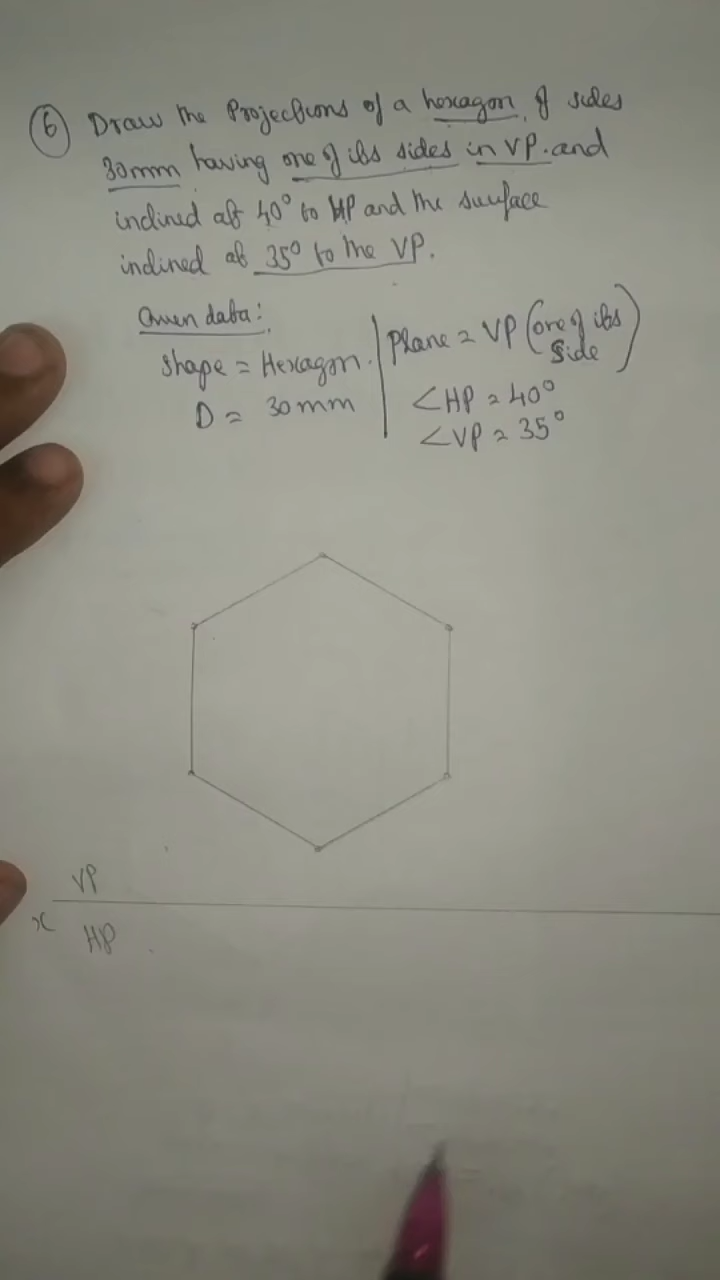 6 Draw the Projections of a hexagon of sides
30mm having one of its sides in VP. and
inclined at 40° to HP and the surface
inclined at 35° to the VP.
Given data:
shape = Hexagon.
D = 30mm
Plane = VP (one of its
side)
∠HP = 40°
∠VP = 35°
VP
x
HP